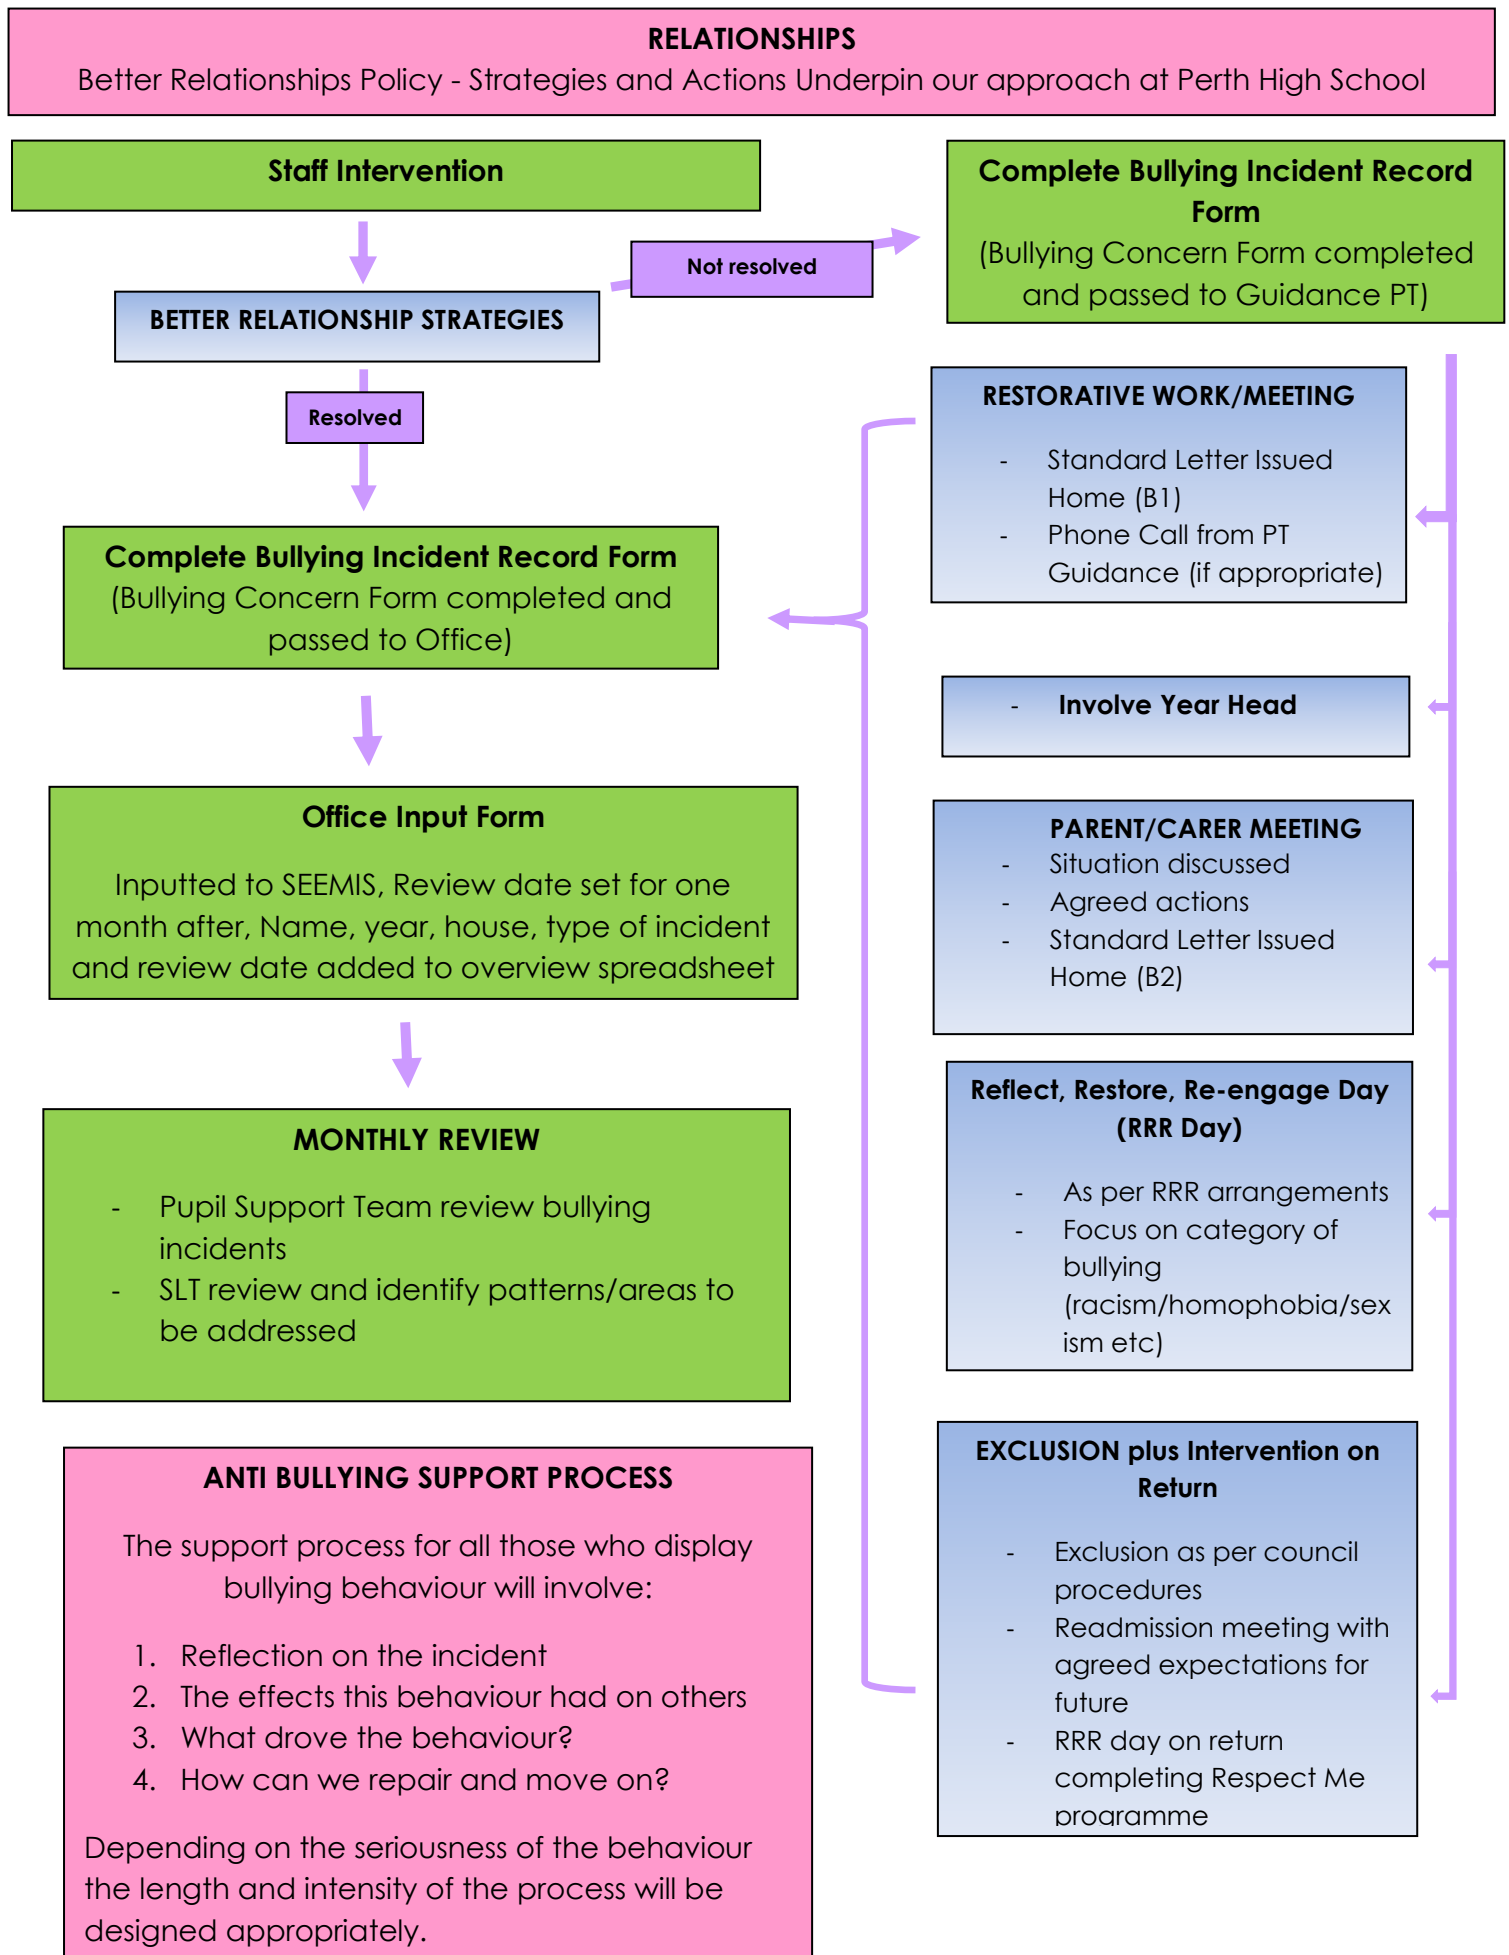 RELATIONSHIPS
Better Relationships Policy - Strategies and Actions Underpin our approach at Perth High School
Staff Intervention
BETTER RELATIONSHIP STRATEGIES
Not resolved
Resolved
Complete Bullying Incident Record
Form
(Bullying Concern Form completed
and passed to Guidance PT)
RESTORATIVE WORK/MEETING
- Standard Letter Issued
Home (B1)
- Phone Call from PT
Guidance (if appropriate)
- Involve Year Head
PARENT/CARER MEETING
- Situation discussed
- Agreed actions
- Standard Letter Issued
Home (B2)
Reflect, Restore, Re-engage Day
(RRR Day)
- As per RRR arrangements
- Focus on category of
bullying
(racism/homophobia/sex
ism etc)
EXCLUSION plus Intervention on
Return
- Exclusion as per council
procedures
- Readmission meeting with
agreed expectations for
future
- RRR day on return
completing Respect Me
programme
Complete Bullying Incident Record Form
(Bullying Concern Form completed and
passed to Office)
Office Input Form
Inputted to SEEMIS, Review date set for one
month after, Name, year, house, type of incident
and review date added to overview spreadsheet
MONTHLY REVIEW
- Pupil Support Team review bullying
incidents
- SLT review and identify patterns/areas to
be addressed
ANTI BULLYING SUPPORT PROCESS
The support process for all those who display
bullying behaviour will involve:
1. Reflection on the incident
2. The effects this behaviour had on others
3. What drove the behaviour?
4. How can we repair and move on?
Depending on the seriousness of the behaviour
the length and intensity of the process will be
designed appropriately.